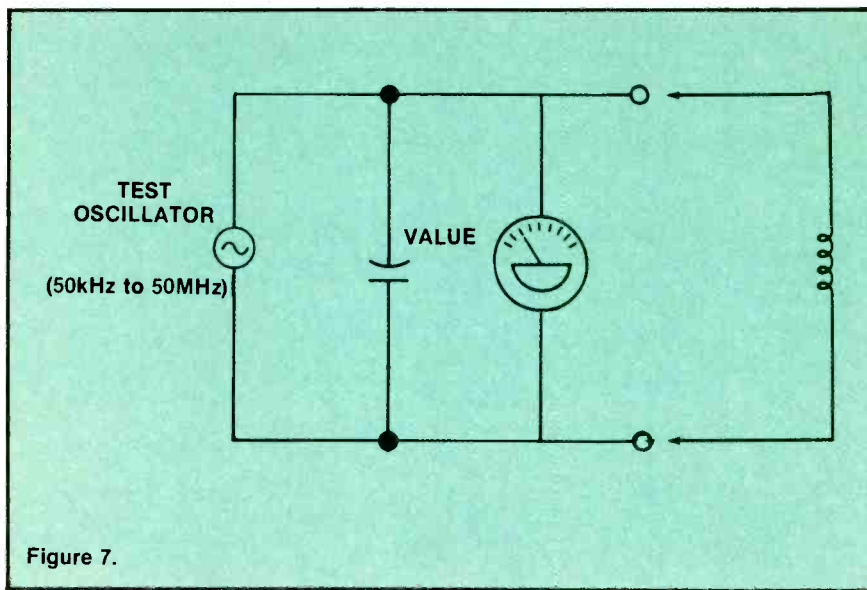 TEST
OSCILLATOR
(50kHz to 50MHz)
VALUE
Figure 7.